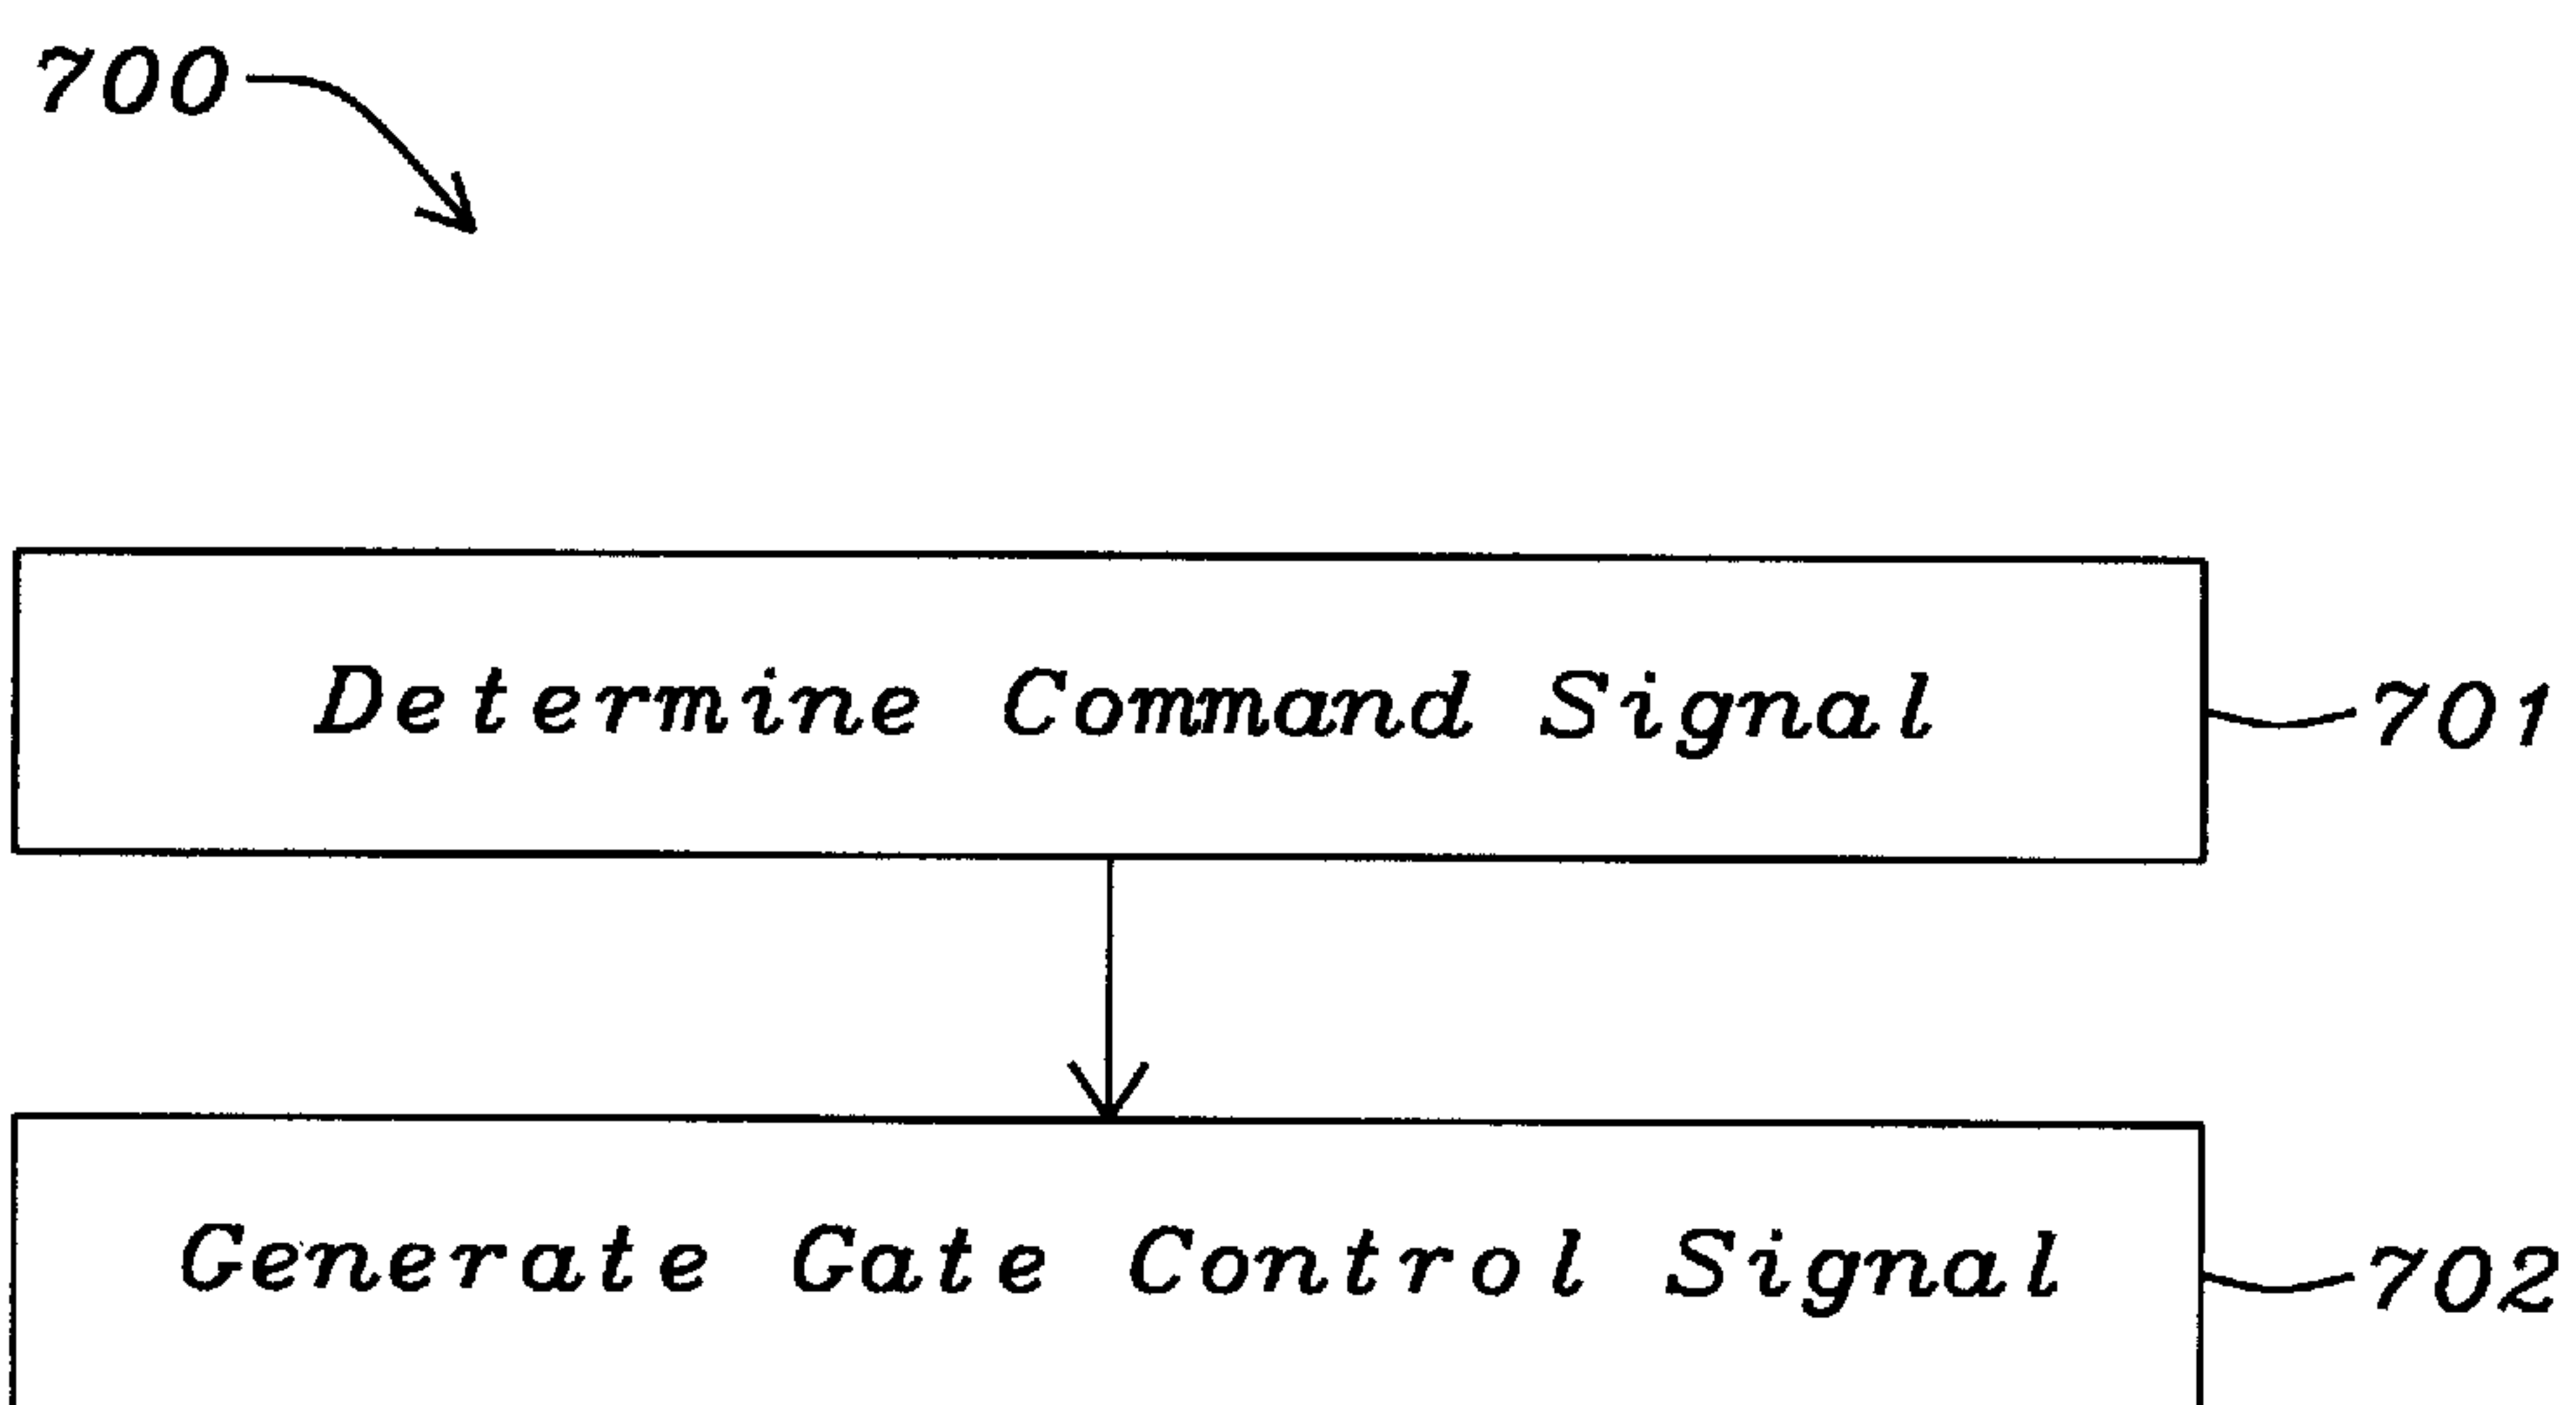 700
Determine Command Signal
701
Generate Gate Control Signal
702